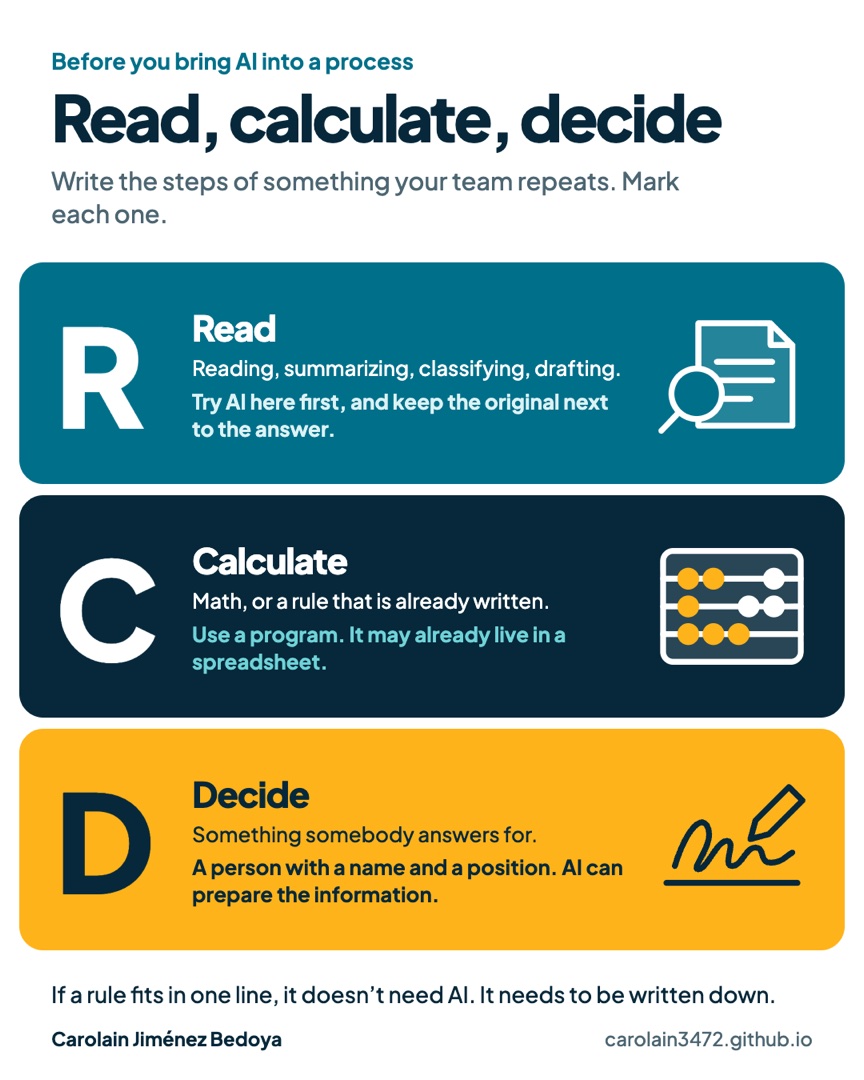 Before you bring AI into a process
Read, calculate, decide
Write the steps of something your team repeats. Mark
each one.
R
Read
Reading, summarizing, classifying, drafting.
Try AI here first, and keep the original next
to the answer.
C
Calculate
Math, or a rule that is already written.
Use a program. It may already live in a
spreadsheet.
D
Decide
Something somebody answers for.
A person with a name and a position. AI can
prepare the information.
If a rule fits in one line, it doesn’t need AI. It needs to be written down.
Carolain Jiménez Bedoya
carolain3472.github.io